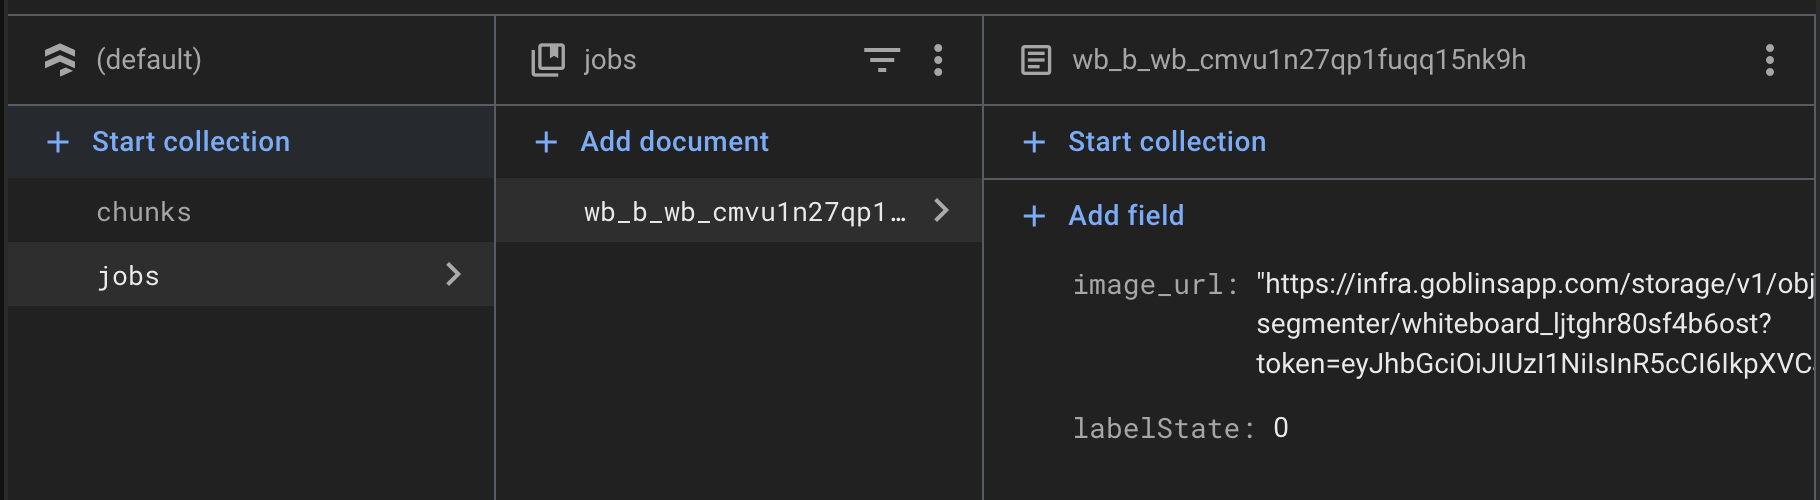 (default)
jobs
wb_b_wb_cmvu1n27qp1fuqq15nk9h
+ Start collection
+ Add document
+ Start collection
chunks
wb_b_wb_cmvu1n27qp1…
+ Add field
jobs
image_url: "https://infra.goblinsapp.com/storage/v1/obj
segmenter/whiteboard_ljtghr80sf4b6ost?
token=eyJhbGciOiJIUzI1NiIsInR5cCI6IkpXVC
labelState: 0